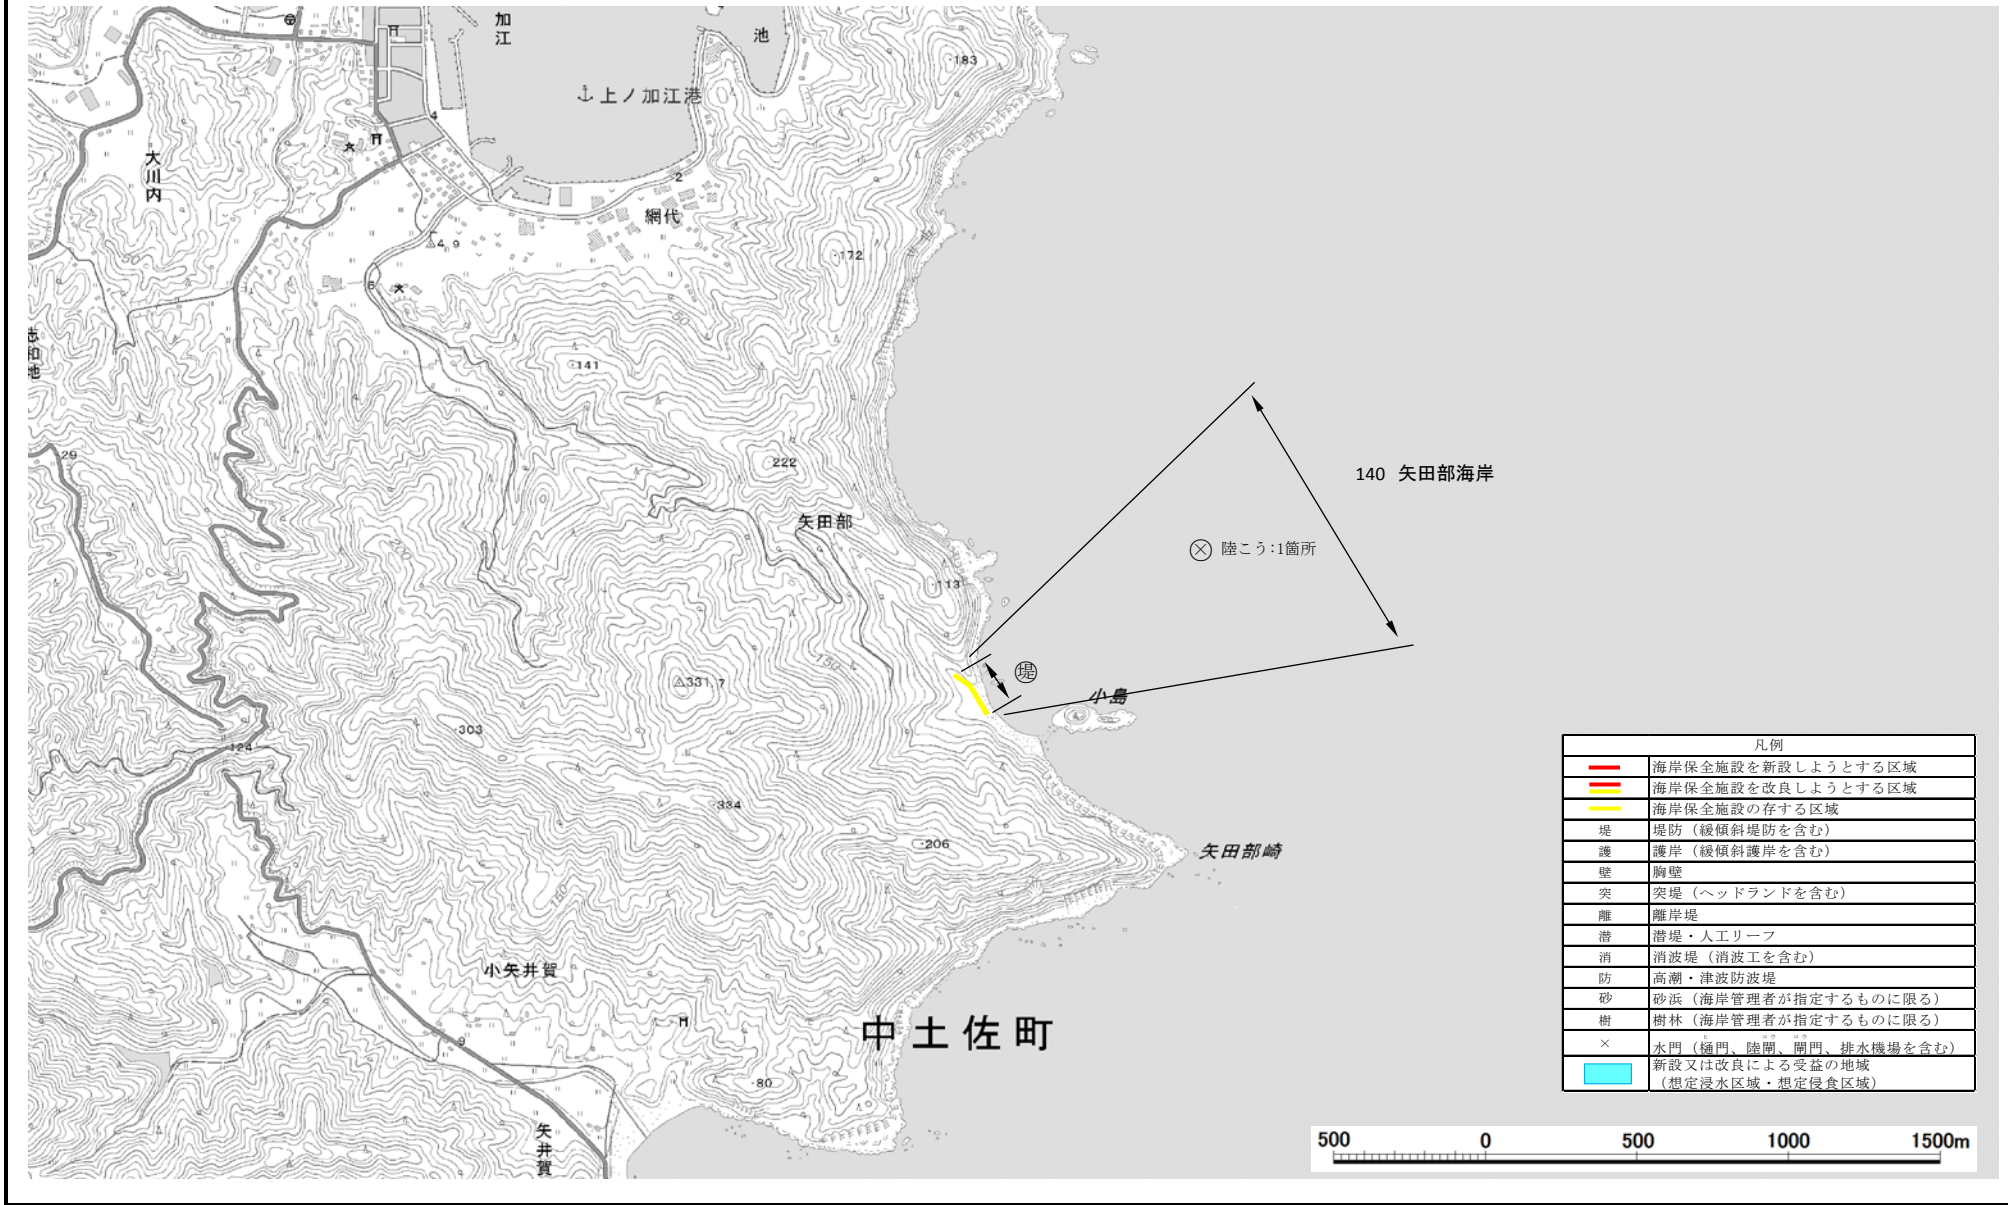 加江
池
183
上ノ加江港
4
大川内
2
網代
4.9
172
6
50
50
志和地
141
29
222
140 矢田部海岸
矢田部
陸こう:1箇所
200
113
150
331.7
堤
小島
303
124
334
206
矢田部崎
150
小矢井賀
中土佐町
9
80
矢井賀
凡例
海岸保全施設を新設しようとする区域
海岸保全施設を改良しようとする区域
海岸保全施設の存する区域
堤 堤防（緩傾斜堤防を含む）
護 護岸（緩傾斜護岸を含む）
壁 胸壁
突 突堤（ヘッドランドを含む）
離 離岸堤
潜 潜堤・人工リーフ
消 消波堤（消波工を含む）
防 高潮・津波防波堤
砂 砂浜（海岸管理者が指定するものに限る）
樹 樹林（海岸管理者が指定するものに限る）
× 水門（樋門、陸閘、閘門、排水機場を含む）
新設又は改良による受益の地域
（想定浸水区域・想定侵食区域）
500 0 500 1000 1500m